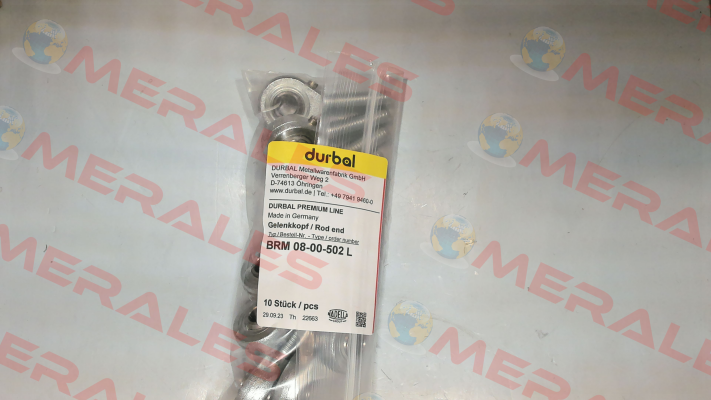 MERALES
MERALES
MERALES
MERALES
MERALES
durbal
DURBAL Metallwarenfabrik GmbH
Verrenberger Weg 2
D-74613 Öhringen
www.durbal.de | Tel.: +49 7941 9460-0
DURBAL PREMIUM LINE
Made in Germany
Gelenkkopf / Rod end
Typ / Bestell-Nr. - Type / order number
BRM 08-00-502 L
10 Stück / pcs
29.09.23 Th 22663